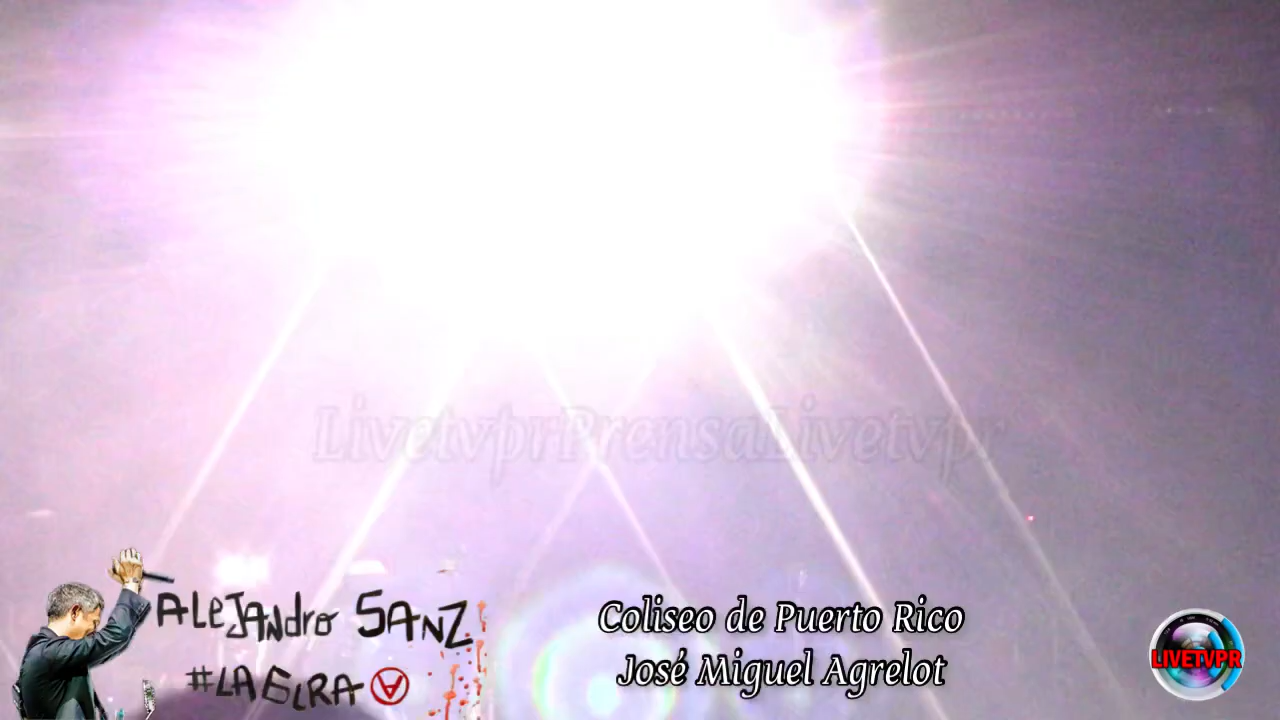 LivetvprPrensaLivetvpr
ALEJANdro SANZ
#LAGIRA
Coliseo de Puerto Rico
José Miguel Agrelot
LIVETVPR